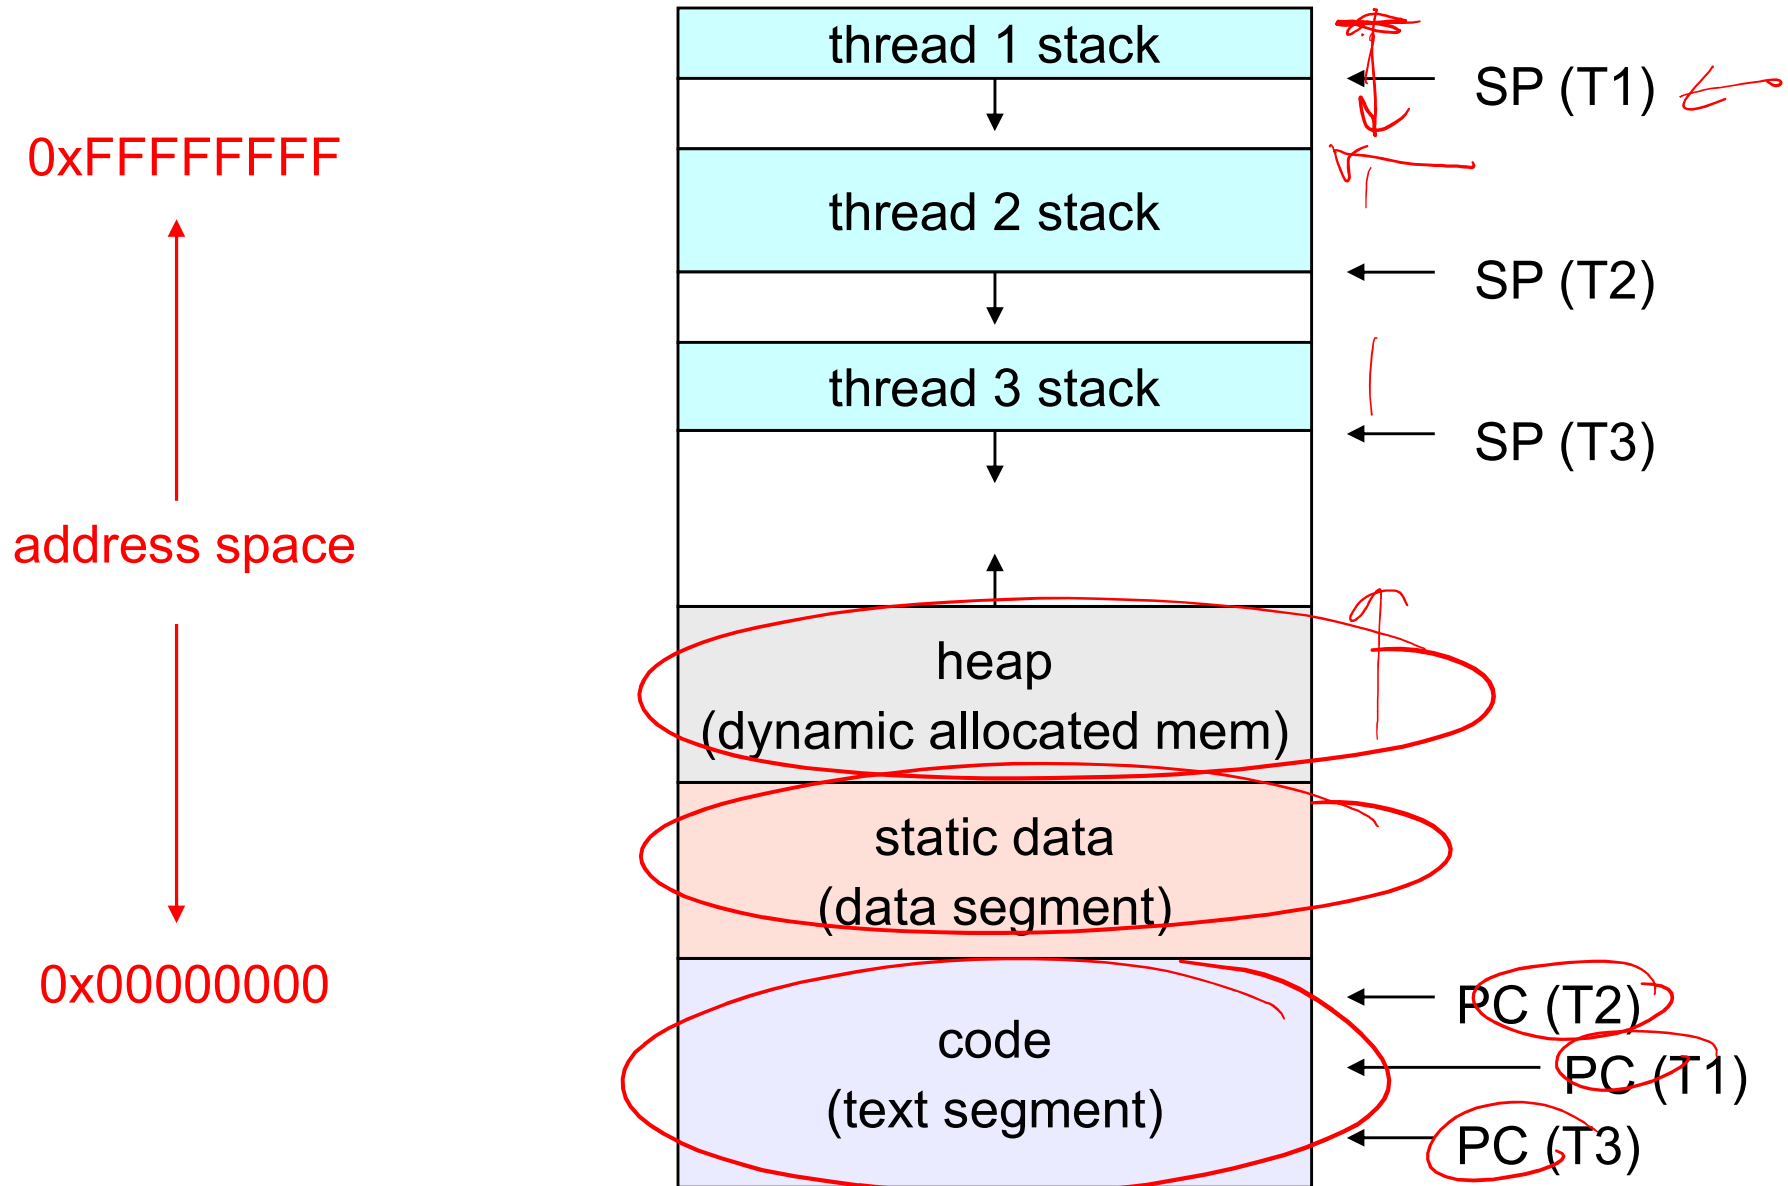 thread 1 stack
SP (T1)
0xFFFFFFFF
thread 2 stack
SP (T2)
thread 3 stack
SP (T3)
address space
heap
(dynamic allocated mem)
static data
(data segment)
0x00000000
PC (T2)
code
PC (T1)
(text segment)
PC (T3)